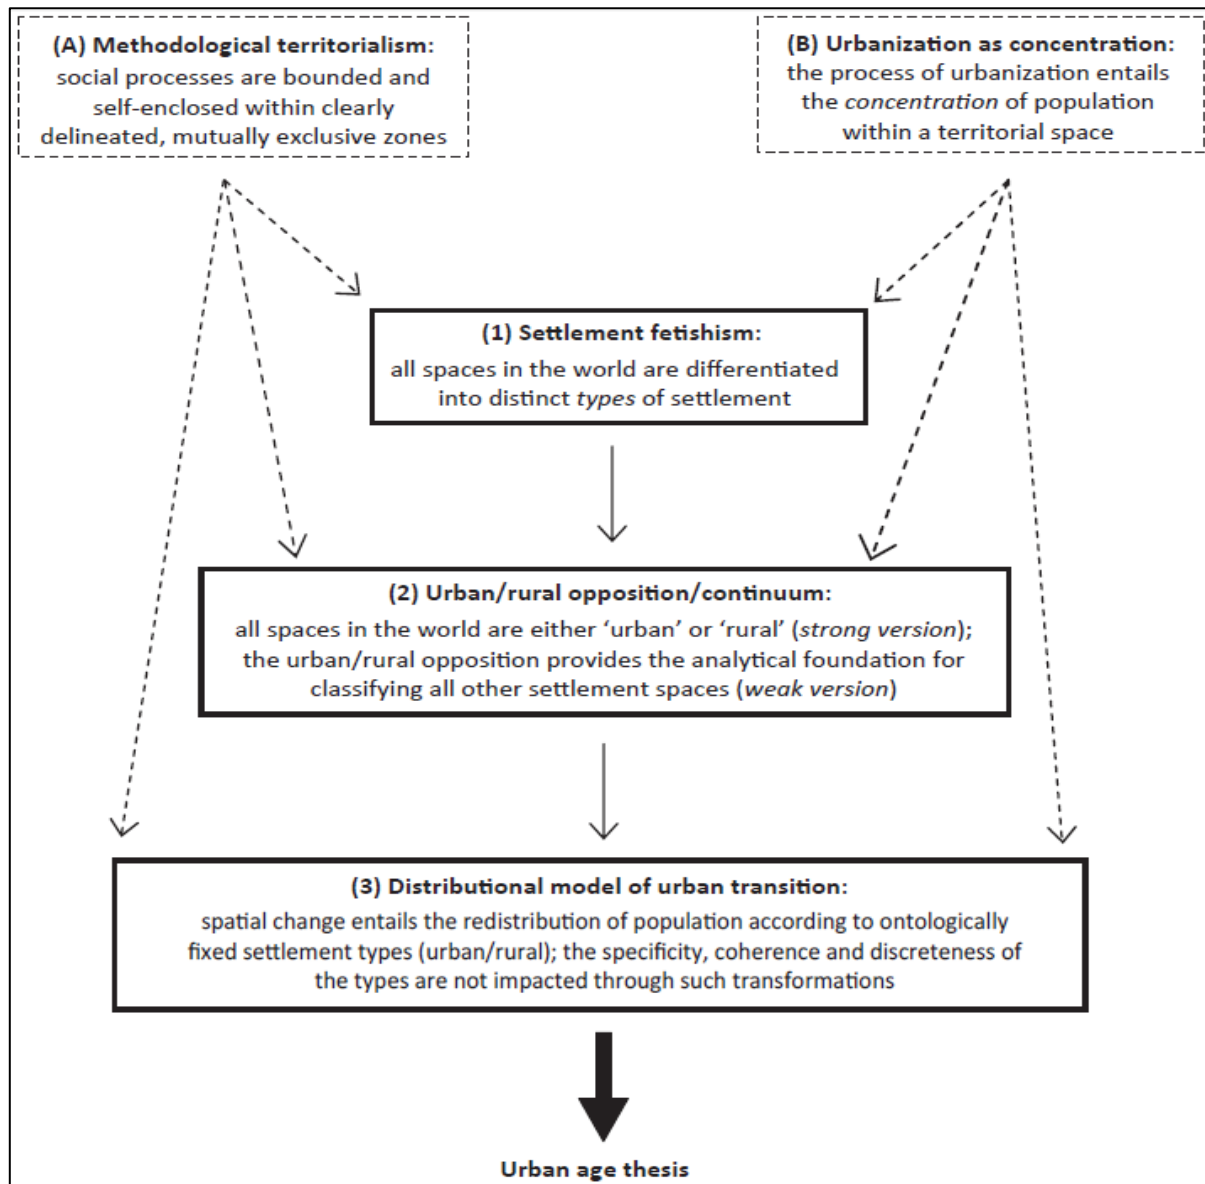 (A) Methodological territorialism:
social processes are bounded and
self-enclosed within clearly
delineated, mutually exclusive zones
(B) Urbanization as concentration:
the process of urbanization entails
the concentration of population
within a territorial space
(1) Settlement fetishism:
all spaces in the world are differentiated
into distinct types of settlement
(2) Urban/rural opposition/continuum:
all spaces in the world are either ‘urban’ or ‘rural’ (strong version);
the urban/rural opposition provides the analytical foundation for
classifying all other settlement spaces (weak version)
(3) Distributional model of urban transition:
spatial change entails the redistribution of population according to ontologically
fixed settlement types (urban/rural); the specificity, coherence and discreteness of
the types are not impacted through such transformations
Urban age thesis